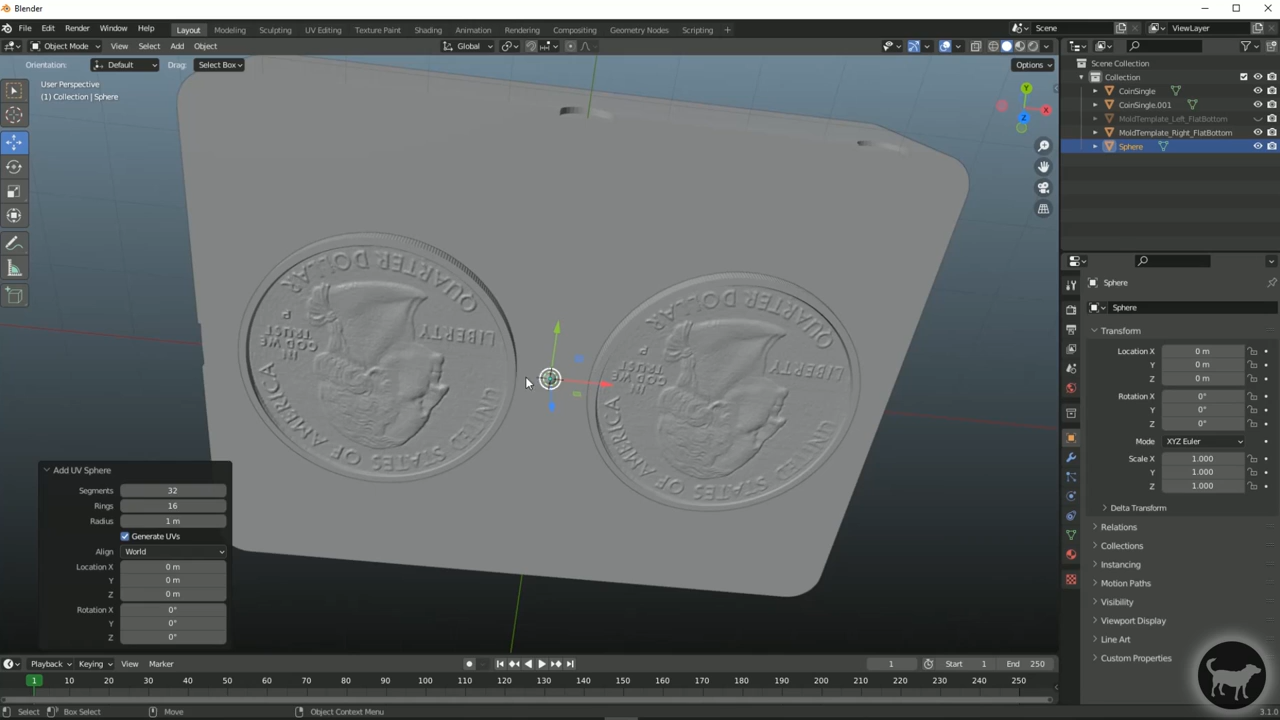 Blender
File Edit Render Window Help
Layout Modeling Sculpting UV Editing Texture Paint Shading Animation Rendering Compositing Geometry Nodes Scripting +
Scene
ViewLayer
Object Mode View Select Add Object
Global
Orientation: Default Drag: Select Box
Options
User Perspective
(1) Collection | Sphere
Y
X
Z
Scene Collection
Collection
CoinSingle
CoinSingle.001
MoldTemplate_Left_FlatBottom
MoldTemplate_Right_FlatBottom
Sphere
QUARTER DOLLAR
LIBERTY
IN
GOD WE
TRUST
P
UNITED STATES OF AMERICA
QUARTER DOLLAR
LIBERTY
IN
GOD WE
TRUST
P
UNITED STATES OF AMERICA
Add UV Sphere
Segments 32
Rings 16
Radius 1 m
Generate UVs
Align World
Location X 0 m
Y 0 m
Z 0 m
Rotation X 0°
Y 0°
Z 0°
Sphere
Sphere
Transform
Location X 0 m
Y 0 m
Z 0 m
Rotation X 0°
Y 0°
Z 0°
Mode XYZ Euler
Scale X 1.000
Y 1.000
Z 1.000
Delta Transform
Relations
Collections
Instancing
Motion Paths
Visibility
Viewport Display
Line Art
Custom Properties
Playback Keying View Marker
1
Start 1
End 250
1 10 20 30 40 50 60 70 80 90 100 110 120 130 140 150 160 170 180 190 200 210 220 230 240 250
Select Box Select Move Object Context Menu
3.1.0